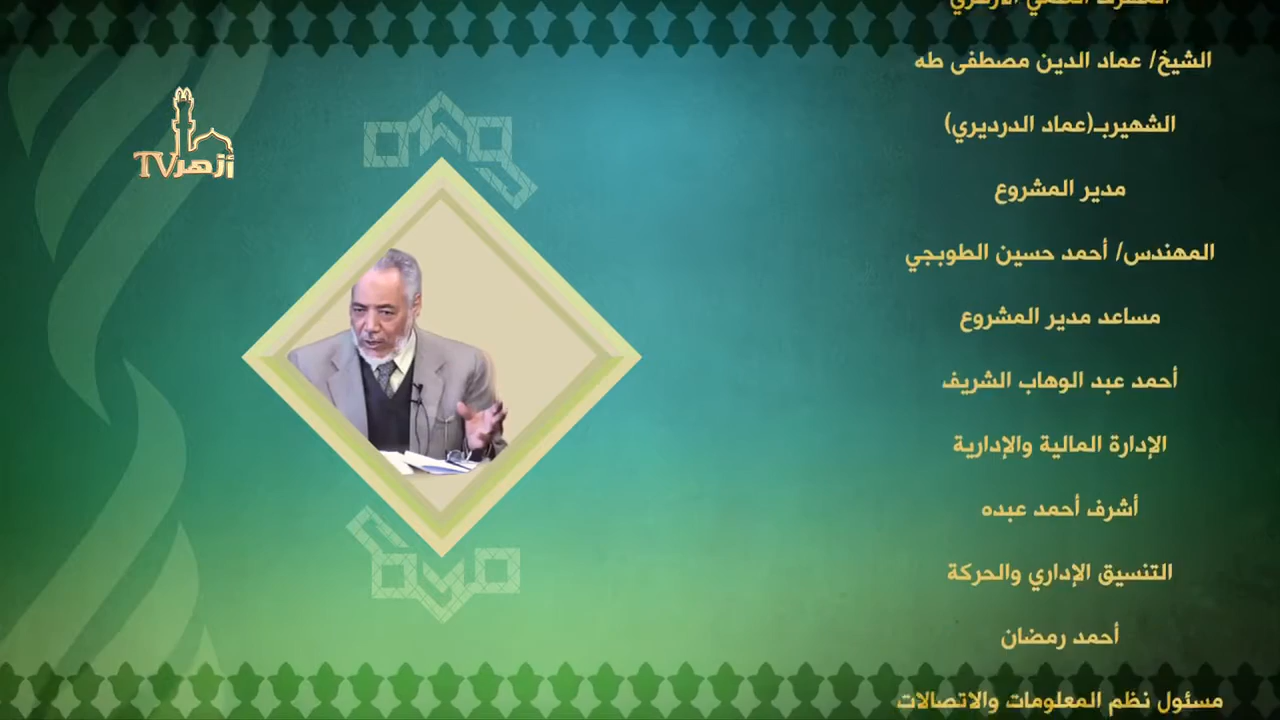 الشيخ/ عماد الدين مصطفى طه
الشهيربـ(عماد الدرديري)
مدير المشروع
المهندس/ أحمد حسين الطوبجي
مساعد مدير المشروع
أحمد عبد الوهاب الشريف
الإدارة المالية والإدارية
أشرف أحمد عبده
التنسيق الإداري والحركة
أحمد رمضان
مسئول نظم المعلومات والاتصالات
أزهر TV